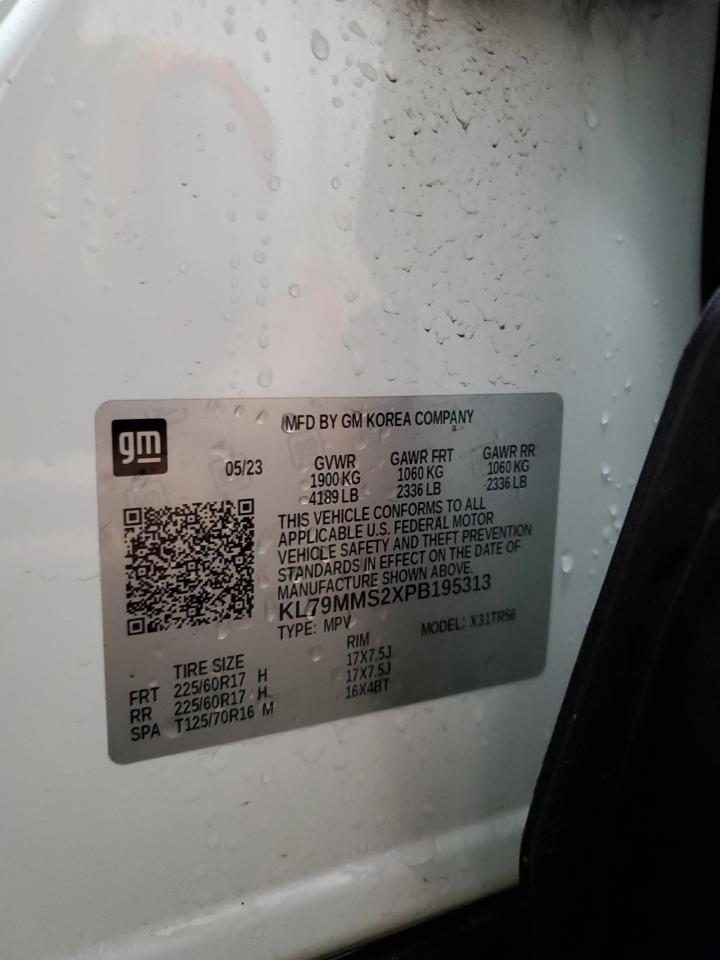 gm
MFD BY GM KOREA COMPANY
05/23
GVWR GAWR FRT GAWR RR
1900 KG 1060 KG 1060 KG
4189 LB 2336 LB 2336 LB
THIS VEHICLE CONFORMS TO ALL
APPLICABLE U.S. FEDERAL MOTOR
VEHICLE SAFETY AND THEFT PREVENTION
STANDARDS IN EFFECT ON THE DATE OF
MANUFACTURE SHOWN ABOVE.
KL79MMS2XPB195313
TYPE: MPV MODEL: X31TR56
TIRE SIZE RIM
FRT 225/60R17 H 17X7.5J
RR 225/60R17 H 17X7.5J
SPA T125/70R16 M 16X4BT